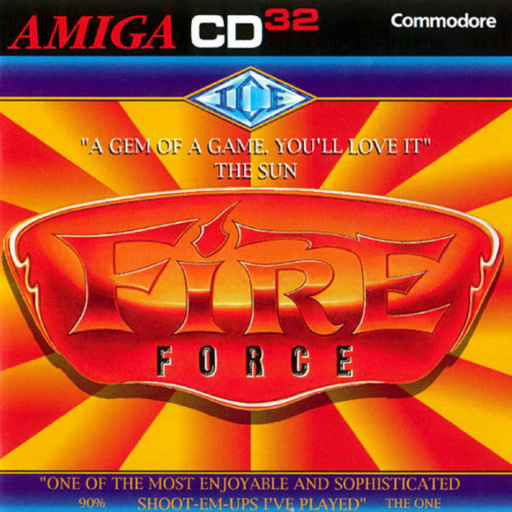 AMIGA CD32 Commodore
ICE
"A GEM OF A GAME. YOU'LL LOVE IT"
THE SUN
FIRE
FORCE
"ONE OF THE MOST ENJOYABLE AND SOPHISTICATED
90% SHOOT-EM-UPS I'VE PLAYED" THE ONE